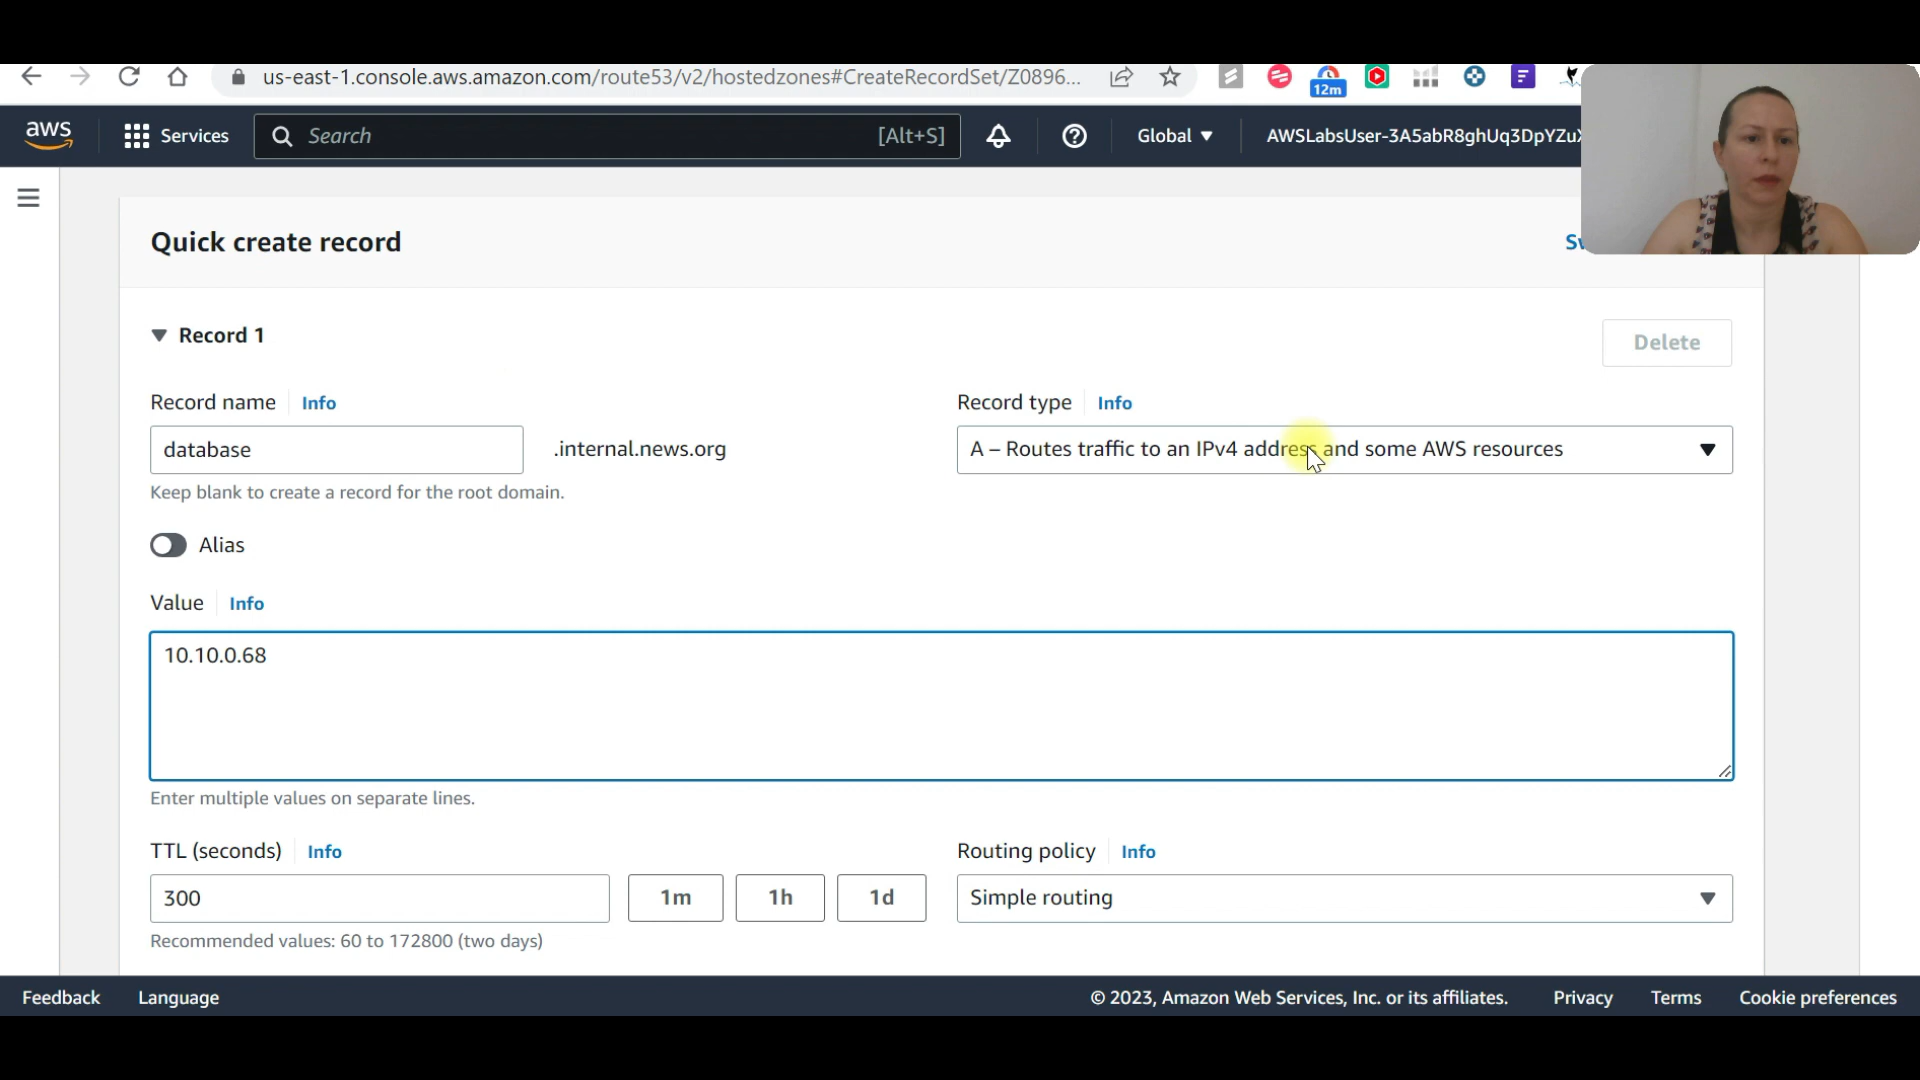 us-east-1.console.aws.amazon.com/route53/v2/hostedzones#CreateRecordSet/Z0896...
12m
aws
Services
Search
[Alt+S]
Global
AWSLabsUser-3A5abR8ghUq3DpYZu
Quick create record
Record 1
Delete
Record name
Info
Record type
Info
database
.internal.news.org
A – Routes traffic to an IPv4 address and some AWS resources
Keep blank to create a record for the root domain.
Alias
Value
Info
10.10.0.68
Enter multiple values on separate lines.
TTL (seconds)
Info
Routing policy
Info
300
1m
1h
1d
Simple routing
Recommended values: 60 to 172800 (two days)
Feedback
Language
© 2023, Amazon Web Services, Inc. or its affiliates.
Privacy
Terms
Cookie preferences